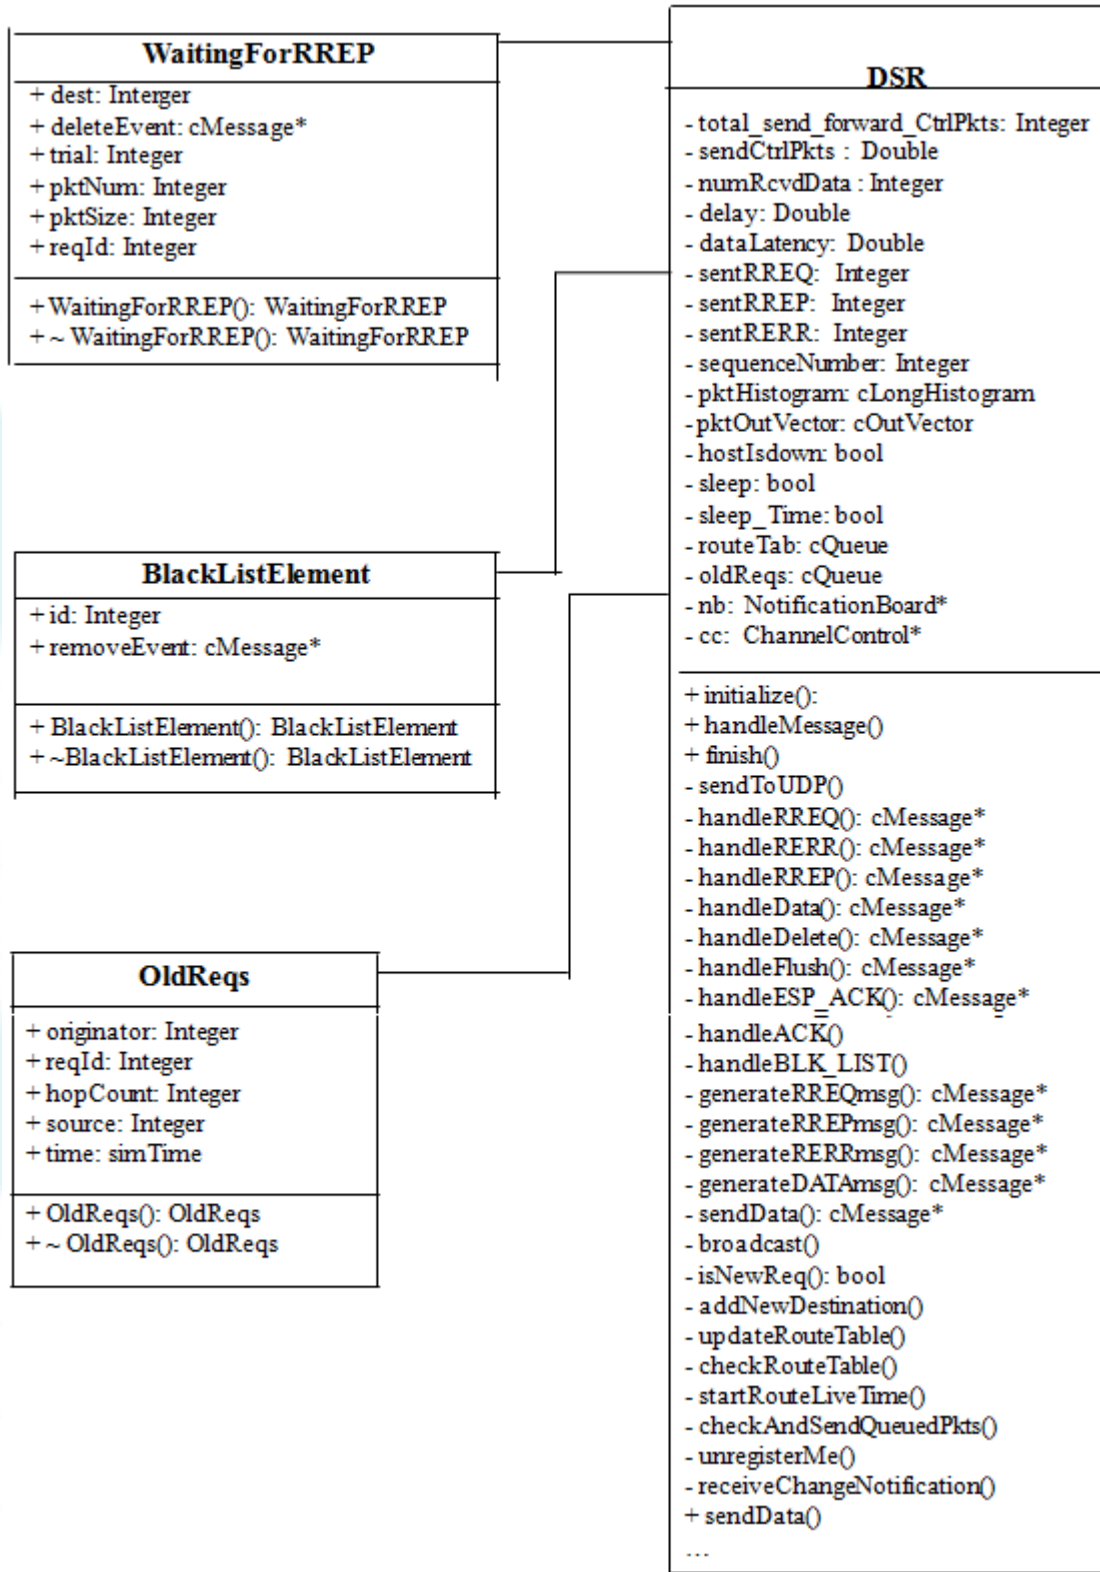 WaitingForRREP
+ dest: Interger
+ deleteEvent: cMessage*
+ trial: Integer
+ pktNum: Integer
+ pktSize: Integer
+ reqId: Integer
+ WaitingForRREP(): WaitingForRREP
+ ~ WaitingForRREP(): WaitingForRREP
BlackListElement
+ id: Integer
+ removeEvent: cMessage*
+ BlackListElement(): BlackListElement
+ ~BlackListElement(): BlackListElement
OldReqs
+ originator: Integer
+ reqId: Integer
+ hopCount: Integer
+ source: Integer
+ time: simTime
+ OldReqs(): OldReqs
+ ~ OldReqs(): OldReqs
DSR
- total_send_forward_CtrlPkts: Integer
- sendCtrlPkts : Double
- numRcvdData : Integer
- delay: Double
- dataLatency: Double
- sentRREQ: Integer
- sentRREP: Integer
- sentRERR: Integer
- sequenceNumber: Integer
- pktHistogram: cLongHistogram
- pktOutVector: cOutVector
- hostIsdown: bool
- sleep: bool
- sleep_Time: bool
- routeTab: cQueue
- oldReqs: cQueue
- nb: NotificationBoard*
- cc: ChannelControl*
+ initialize():
+ handleMessage()
+ finish()
- sendToUDP()
- handleRREQ(): cMessage*
- handleRERR(): cMessage*
- handleRREP(): cMessage*
- handleData(): cMessage*
- handleDelete(): cMessage*
- handleFlush(): cMessage*
- handleESP_ACK(): cMessage*
- handleACK()
- handleBLK_LIST()
- generateRREQmsg(): cMessage*
- generateRREPmsg(): cMessage*
- generateRERRmsg(): cMessage*
- generateDATAmsg(): cMessage*
- sendData(): cMessage*
- broadcast()
- isNewReq(): bool
- addNewDestination()
- updateRouteTable()
- checkRouteTable()
- startRouteLiveTime()
- checkAndSendQueuedPkts()
- unregisterMe()
- receiveChangeNotification()
+ sendData()
...